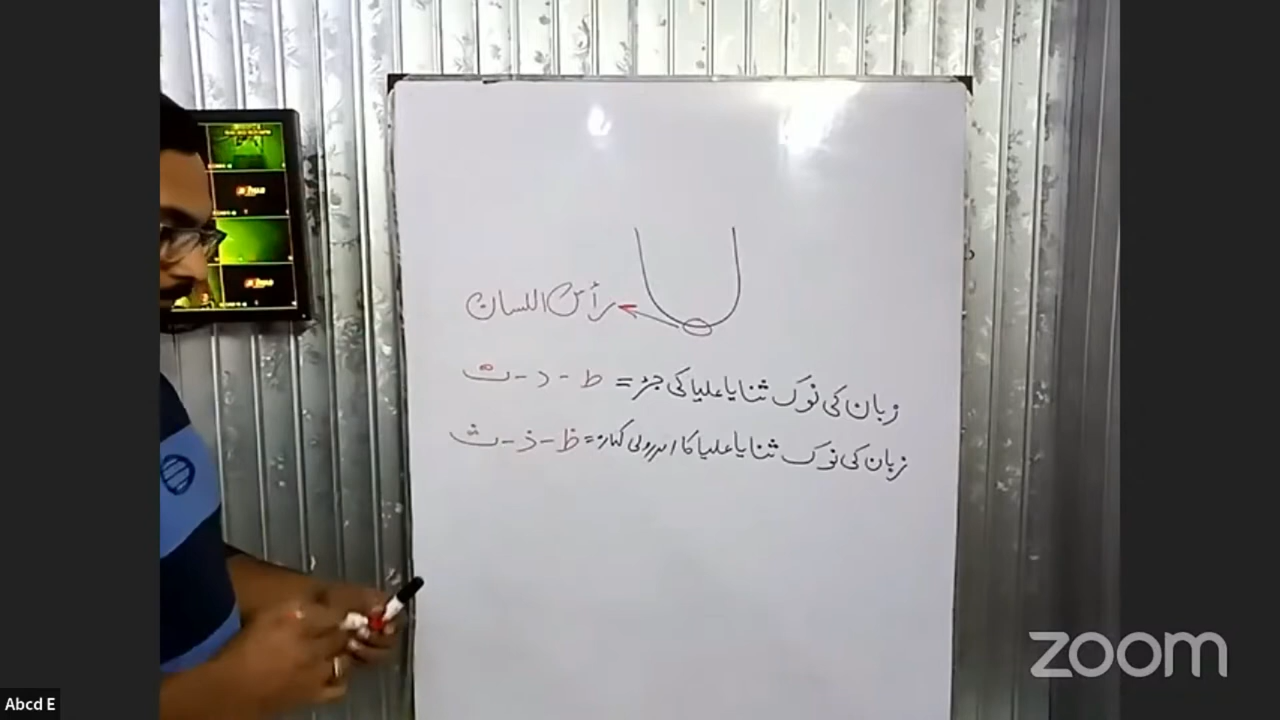 رأس اللسان
زبان کی نوک ثنایا علیا کی جڑ = ط - د - ت
زبان کی نوک ثنایا علیا کا اندرونی کنارہ = ظ - ذ - ث
zoom
Abcd E